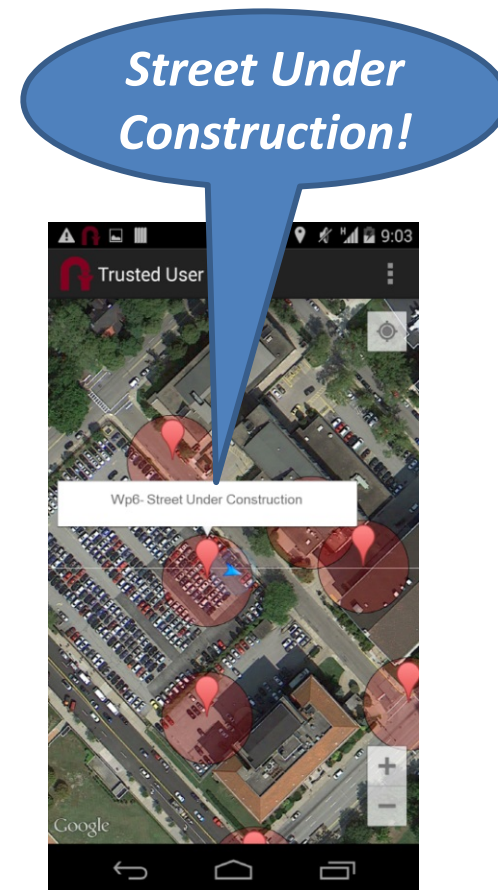 Street Under
Construction!
9:03
Trusted User
Wp6- Street Under Construction
+
−
Google